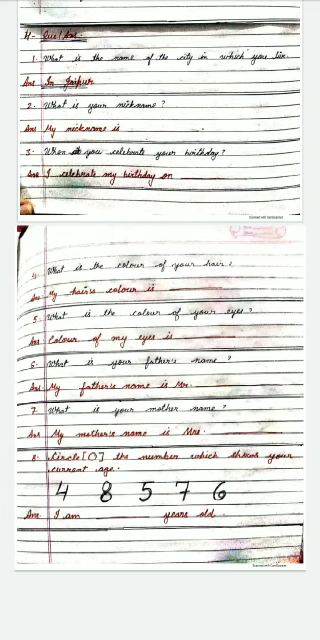 4- Que/Ans.
1. What is the name of the city in which you live.
Ans In Jaipur
2. What is your nickname?
Ans My nickname is
3. When do you celebrate your birthday?
Ans I celebrate my birthday on
4. What is the colour of your hair?
Ans My hair's colour is
5. What is the colour of your eyes?
Ans Colour of my eyes is
6- What is your father's name?
Ans My father's name is Mr.
7. What is your mother name?
Ans My mother's name is Mrs.
8- Circle [O] the number which shows your
current age.
4 8 5 7 6
Ans. I am years old.